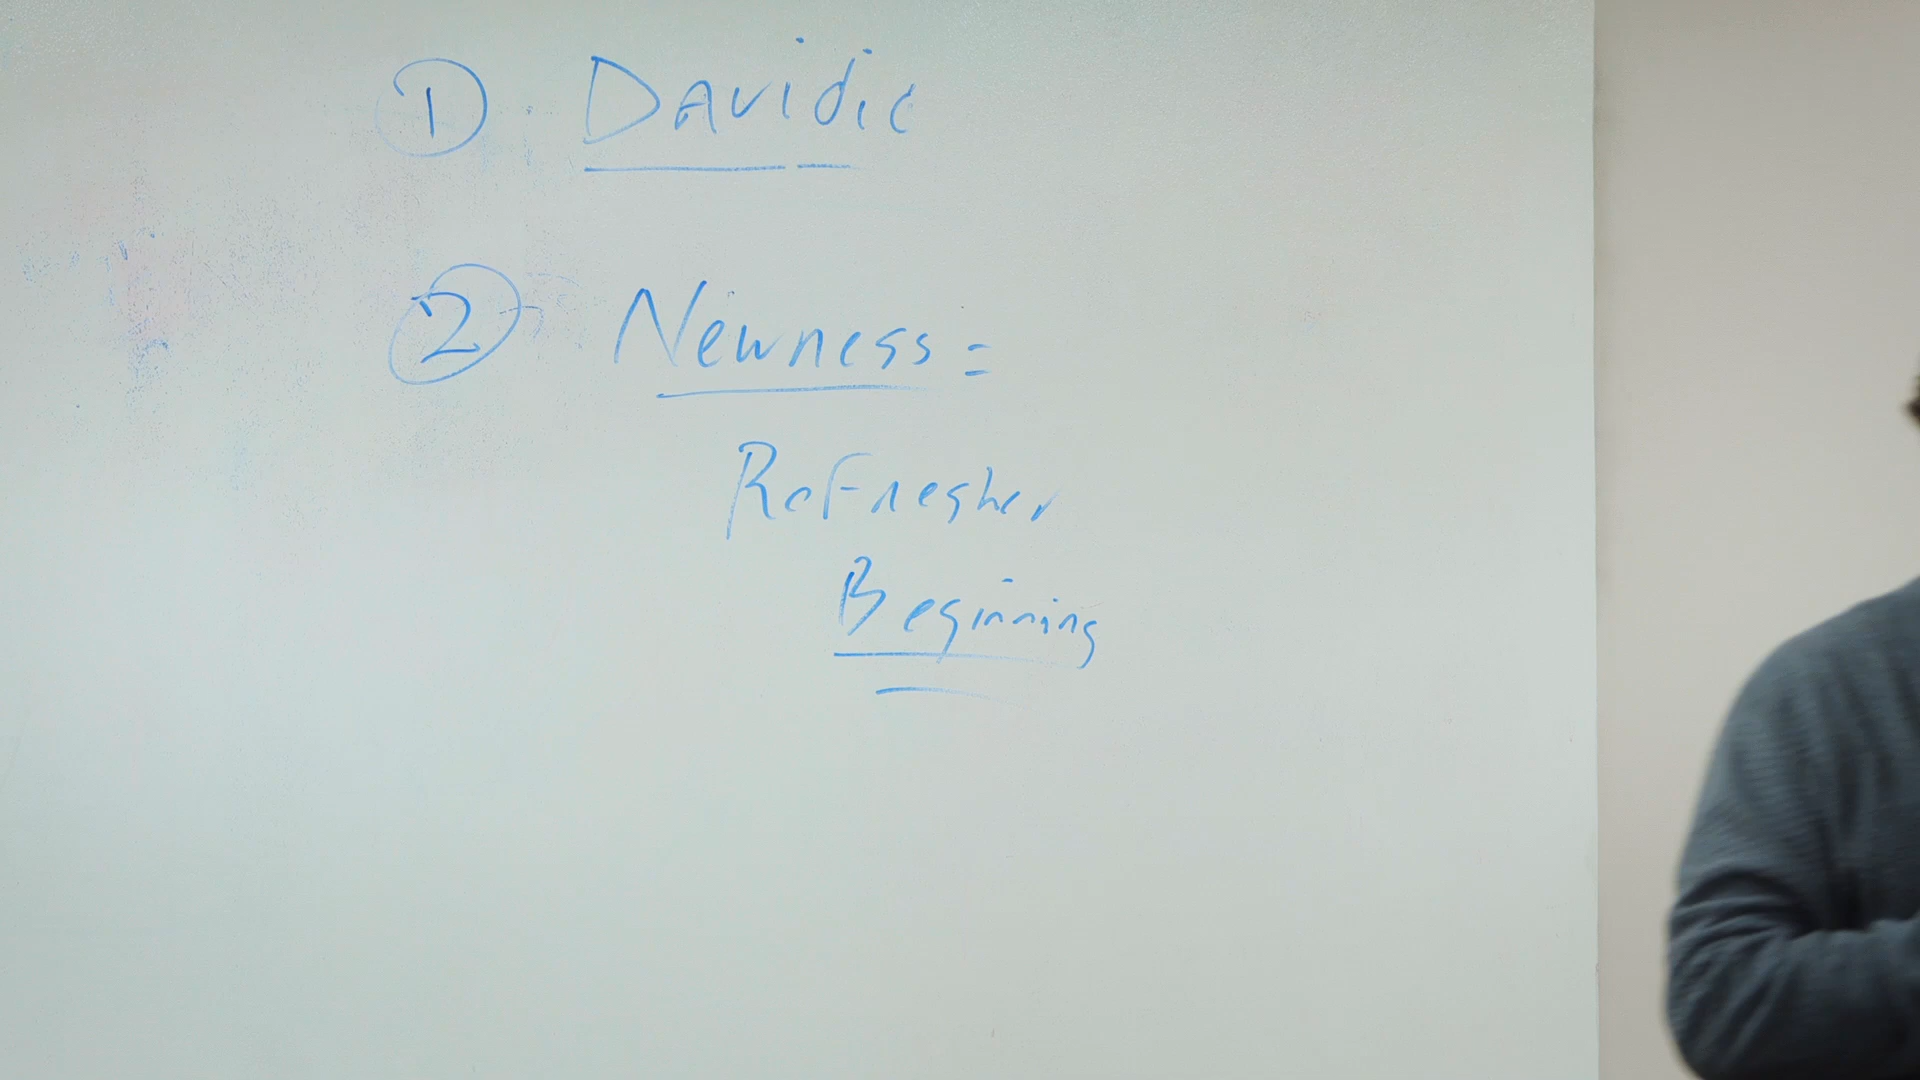 ① Davidic
② Newness =
Refresher
Beginning